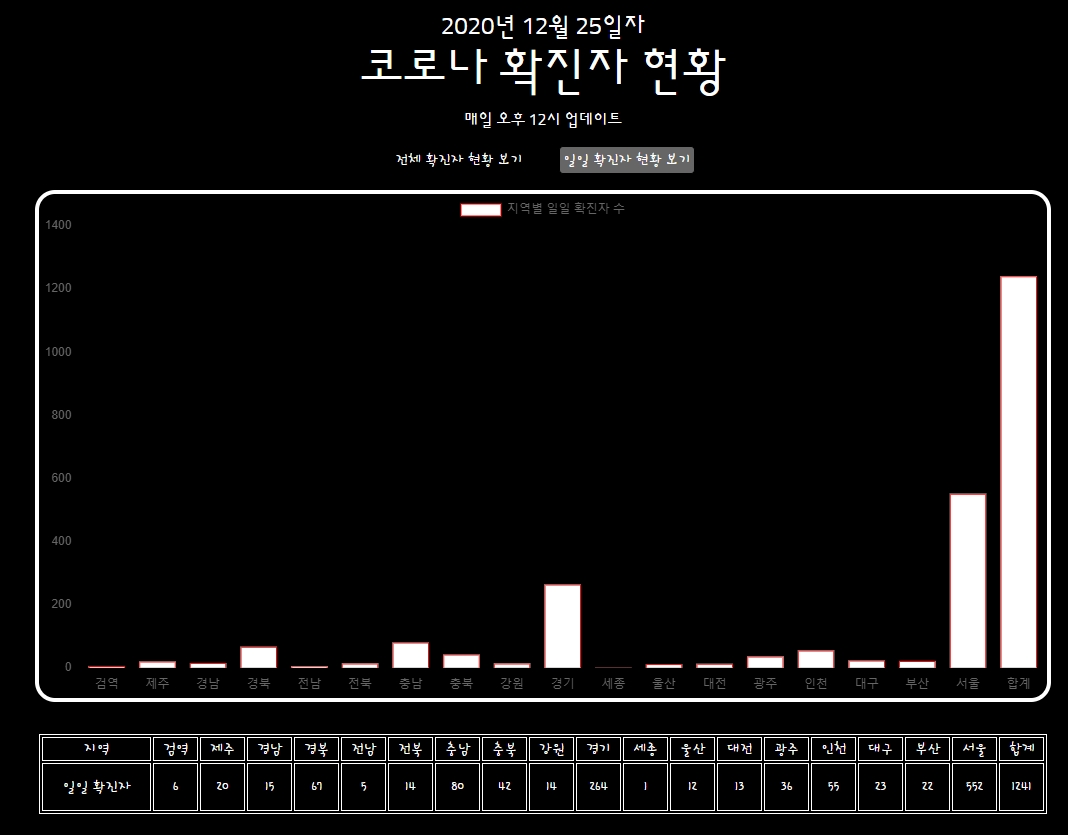 2020년 12월 25일자
코로나 확진자 현황
매일 오후 12시 업데이트
전체 확진자 현황 보기 일일 확진자 현황 보기
지역별 일일 확진자 수
1400
1200
1000
800
600
400
200
0
검역 제주 경남 경북 전남 전북 충남 충북 강원 경기 세종 울산 대전 광주 인천 대구 부산 서울 합계
지역 검역 제주 경남 경북 전남 전북 충남 충북 강원 경기 세종 울산 대전 광주 인천 대구 부산 서울 합계
일일 확진자 6 20 15 67 5 14 80 42 14 264 1 12 13 36 55 23 22 552 1241